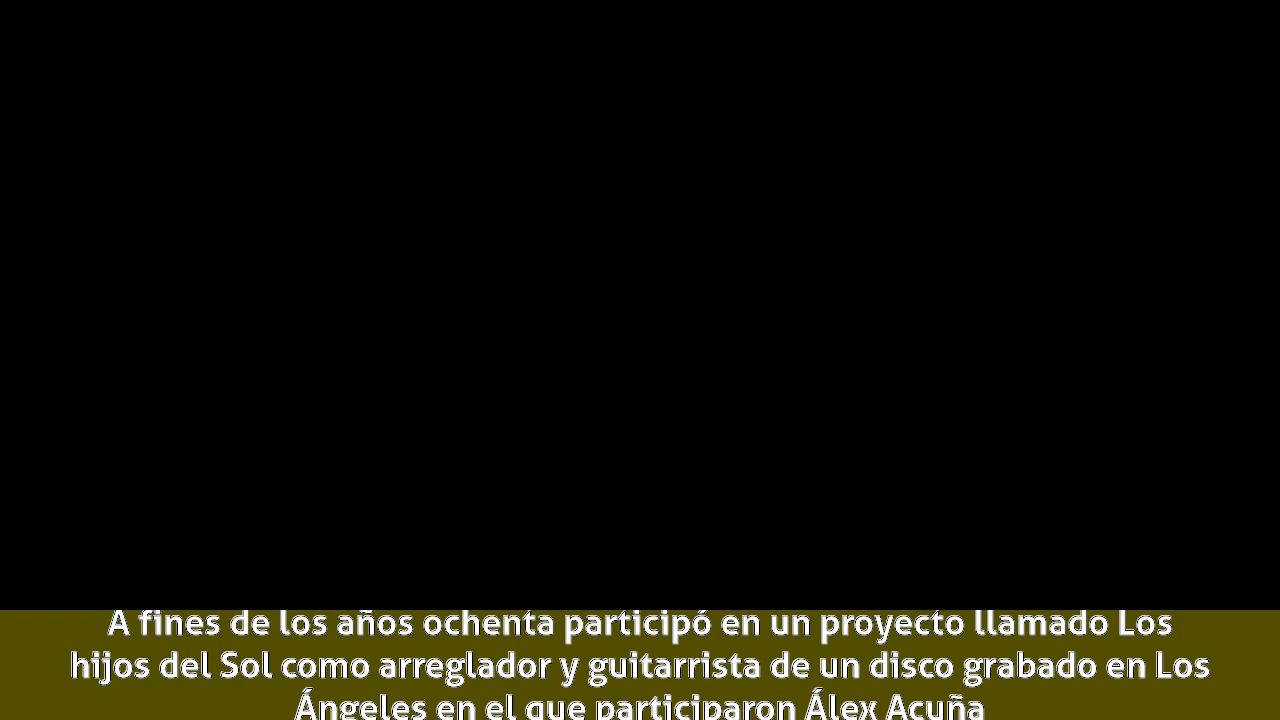 A fines de los años ochenta participó en un proyecto llamado Los
hijos del Sol como arreglador y guitarrista de un disco grabado en Los
Ángeles en el que participaron Álex Acuña